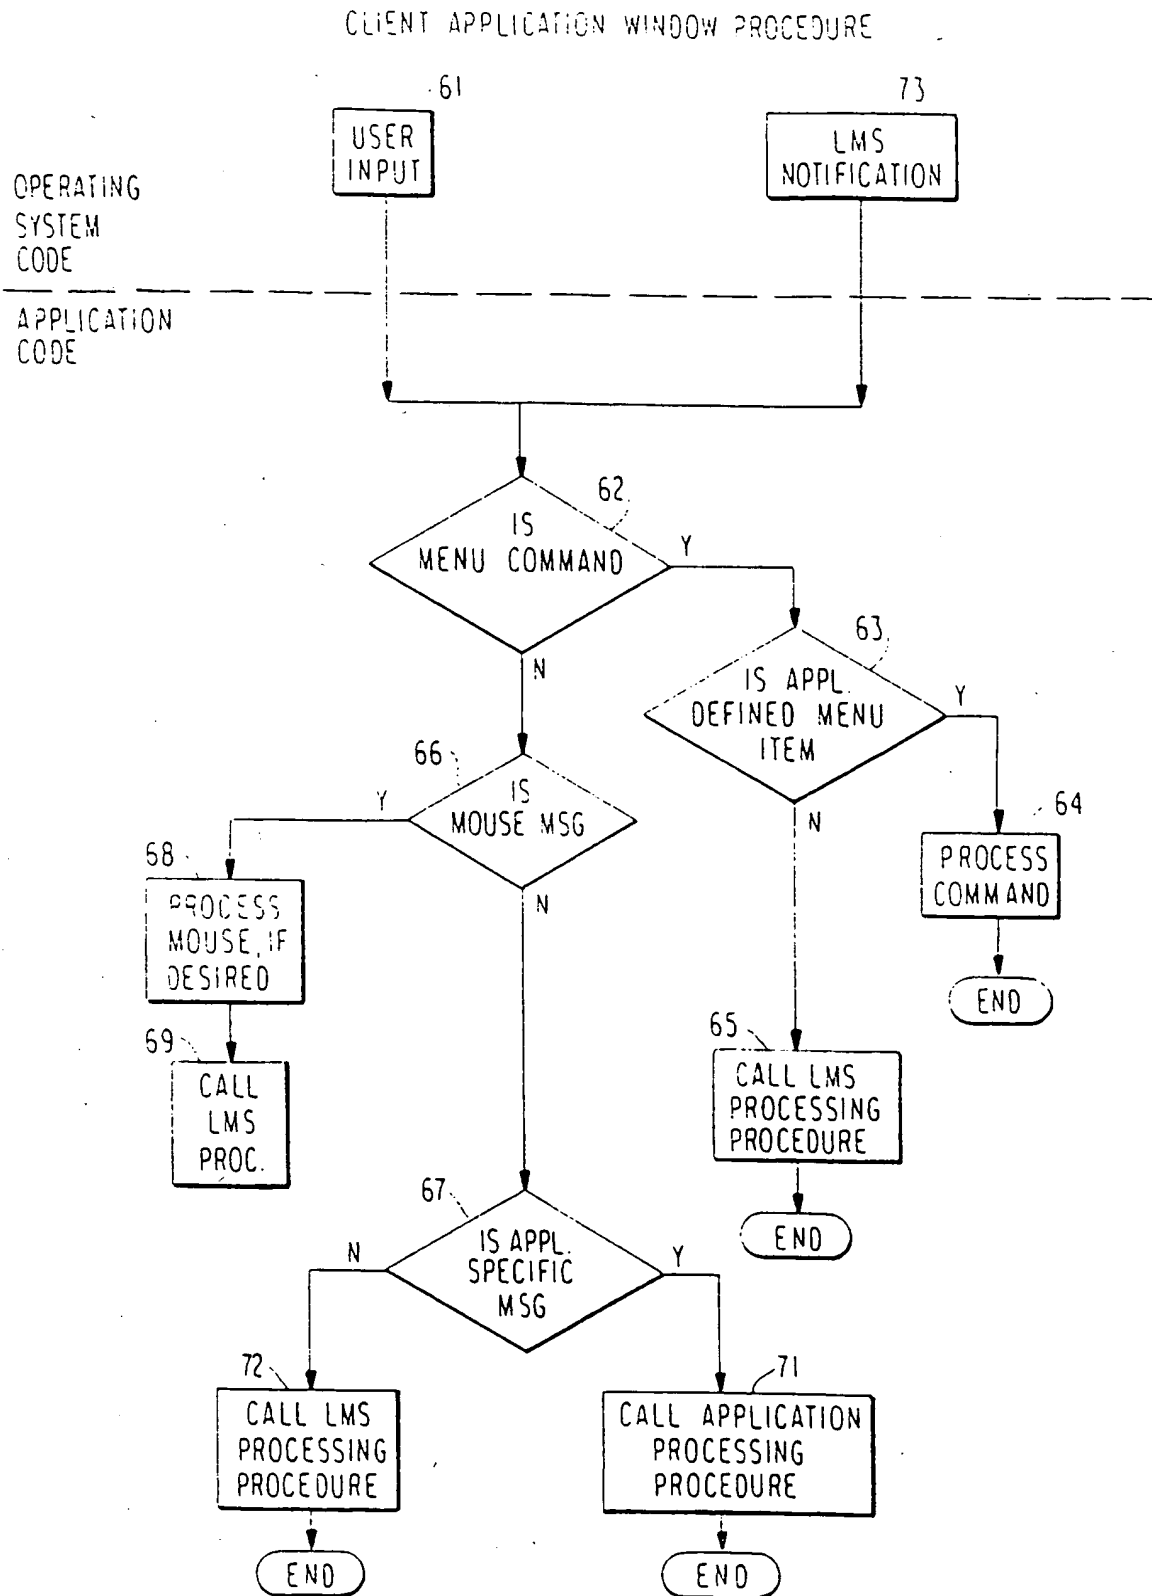 CLIENT APPLICATION WINDOW PROCEDURE
61
73
USER
INPUT
LMS
NOTIFICATION
OPERATING
SYSTEM
CODE
APPLICATION
CODE
62
IS
MENU COMMAND
Y
N
63
IS APPL.
DEFINED MENU
ITEM
Y
N
66
IS
MOUSE MSG
Y
N
64
PROCESS
COMMAND
END
68
PROCESS
MOUSE, IF
DESIRED
69
CALL
LMS
PROC.
65
CALL LMS
PROCESSING
PROCEDURE
END
67
IS APPL.
SPECIFIC
MSG
N
Y
72
CALL LMS
PROCESSING
PROCEDURE
END
71
CALL APPLICATION
PROCESSING
PROCEDURE
END